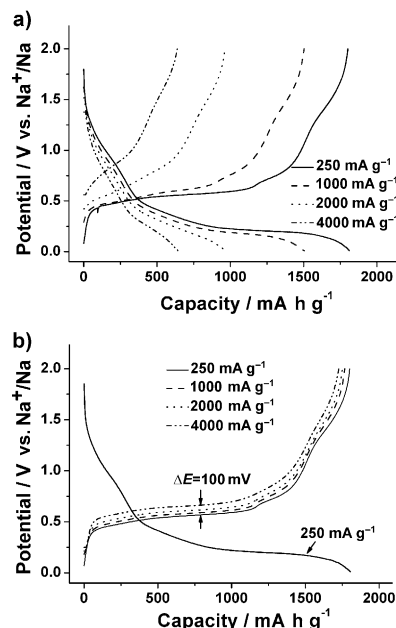 a)
2.0
1.5
1.0
0.5
0.0
Potential / V vs. Na⁺/Na
250 mA g⁻¹
1000 mA g⁻¹
2000 mA g⁻¹
4000 mA g⁻¹
0 500 1000 1500 2000
Capacity / mA h g⁻¹
b)
2.0
1.5
1.0
0.5
0.0
Potential / V vs. Na⁺/Na
250 mA g⁻¹
1000 mA g⁻¹
2000 mA g⁻¹
4000 mA g⁻¹
ΔE=100 mV
250 mA g⁻¹
0 500 1000 1500 2000
Capacity / mA h g⁻¹